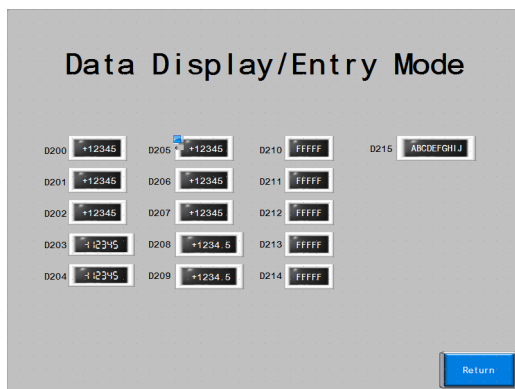 Data Display/Entry Mode
D200 +12345 D205 +12345 D210 FFFFF D215 ABCDEFGHIJ
D201 +12345 D206 +12345 D211 FFFFF
D202 +12345 D207 +12345 D212 FFFFF
D203 +12345 D208 +1234.5 D213 FFFFF
D204 +12345 D209 +1234.5 D214 FFFFF
Return